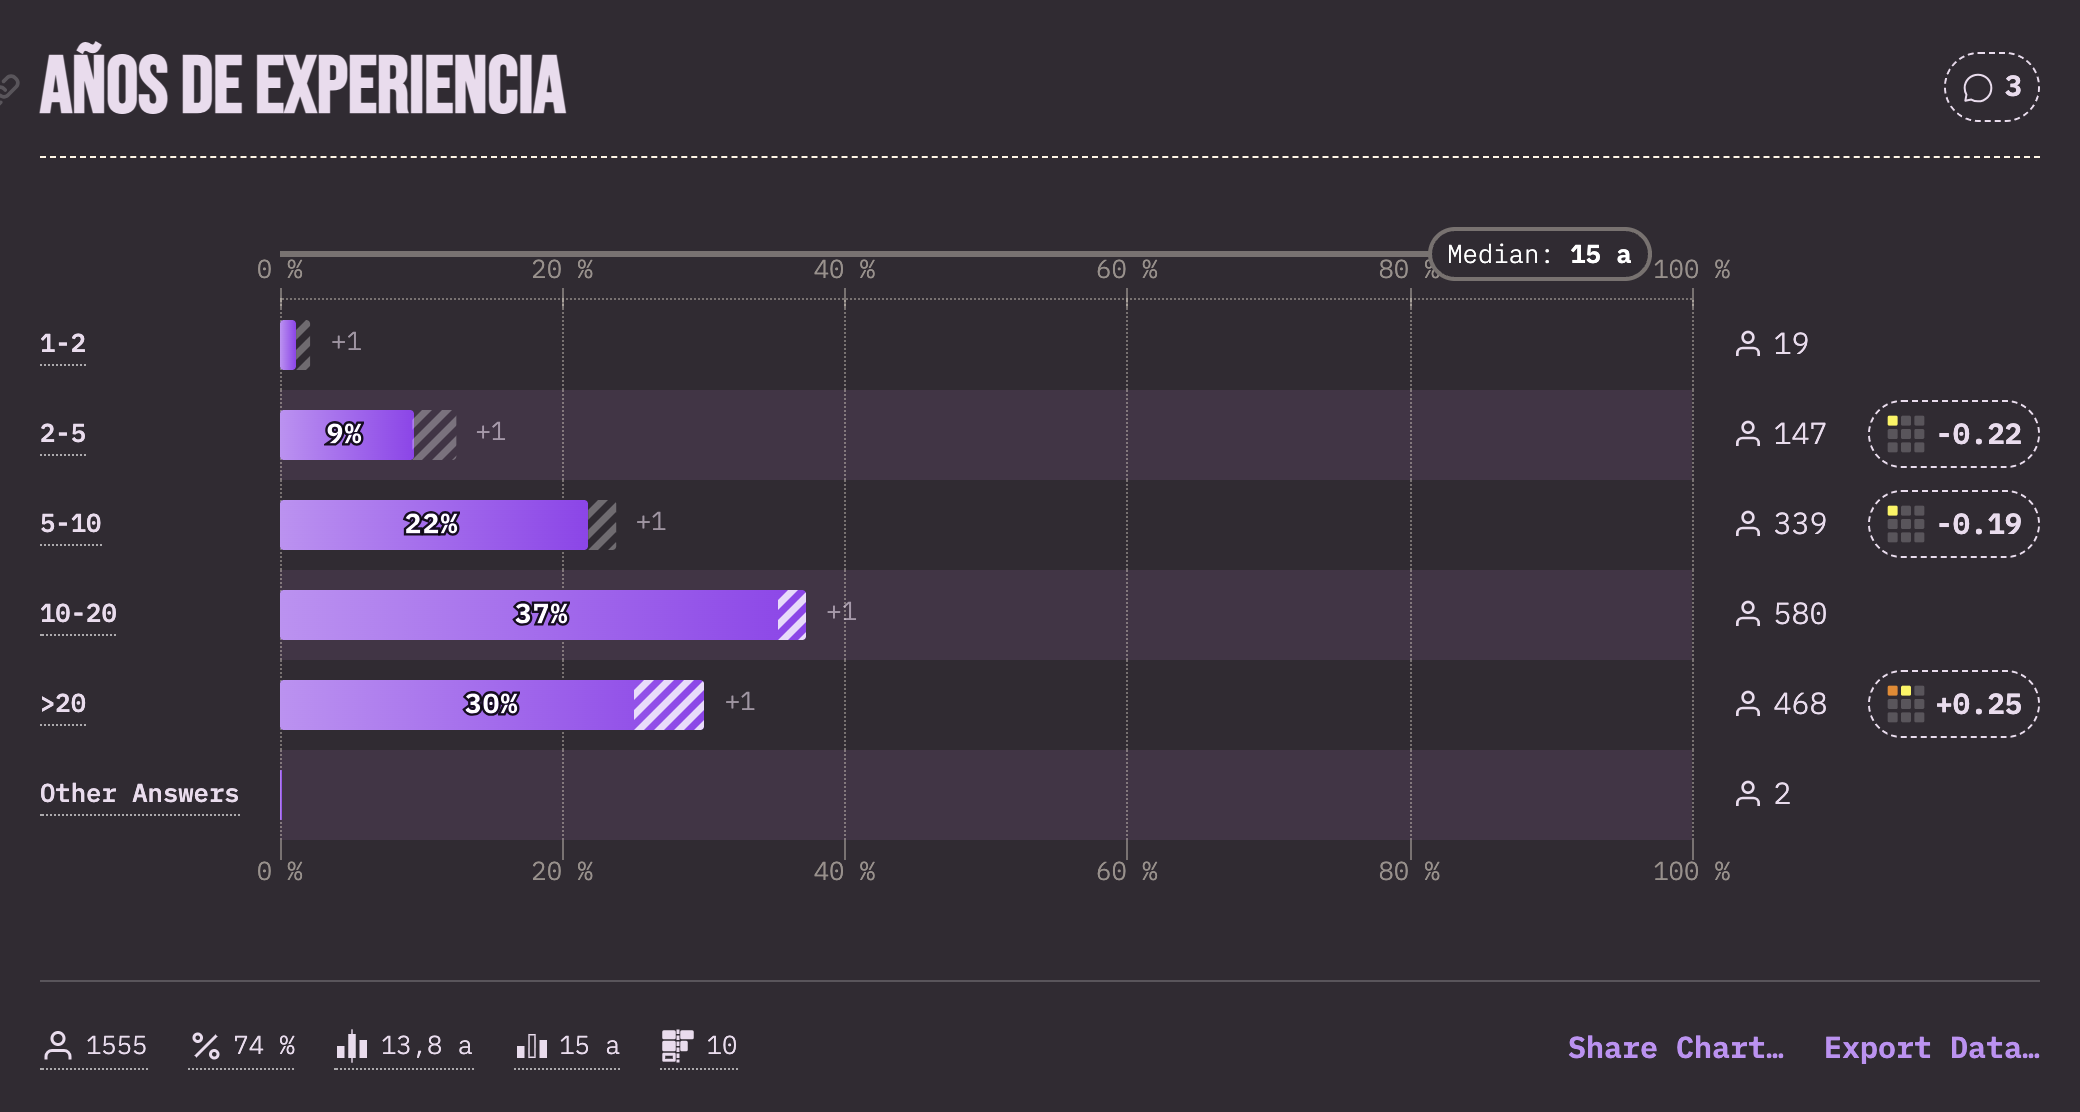 AÑOS DE EXPERIENCIA
3
Median: 15 a
0 % 20 % 40 % 60 % 80 % 100 %
1-2 +1 19
2-5 9% +1 147 -0.22
5-10 22% +1 339 -0.19
10-20 37% +1 580
>20 30% +1 468 +0.25
Other Answers 2
0 % 20 % 40 % 60 % 80 % 100 %
1555 74 % 13,8 a 15 a 10 Share Chart… Export Data…